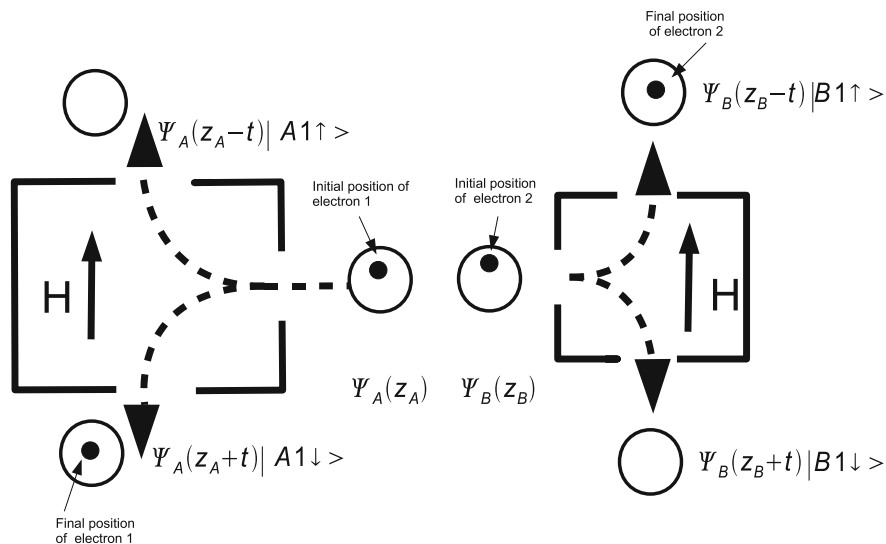 Final position
of electron 2
Ψ_B(z_B−t)|B1↑>
Ψ_A(z_A−t)| A1↑>
Initial position of
electron 1
Initial position
of electron 2
H
H
Ψ_A(z_A)
Ψ_B(z_B)
Ψ_A(z_A+t)| A1↓>
Ψ_B(z_B+t)|B1↓>
Final position
of electron 1